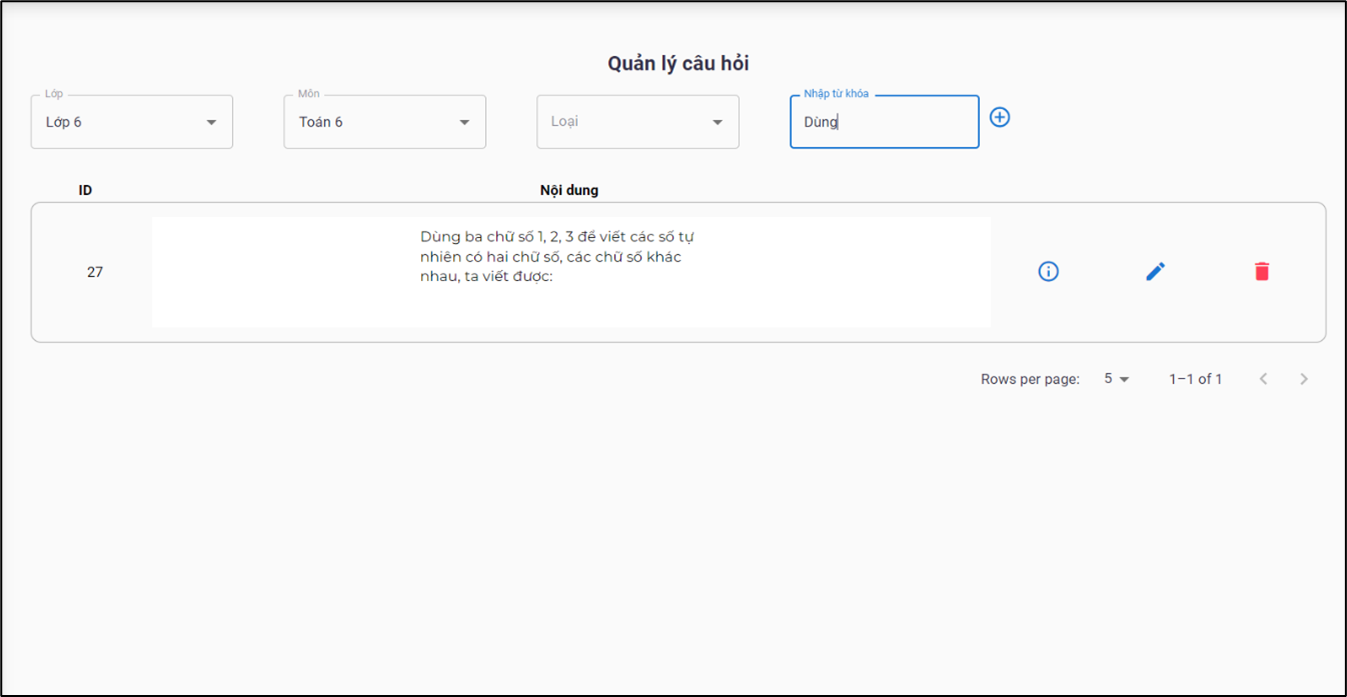 Quản lý câu hỏi
Lớp
Môn
Nhập từ khóa
Lớp 6
Toán 6
Loại
Dùng
ID
Nội dung
27
Dùng ba chữ số 1, 2, 3 để viết các số tự
nhiên có hai chữ số, các chữ số khác
nhau, ta viết được:
Rows per page:
5
1–1 of 1